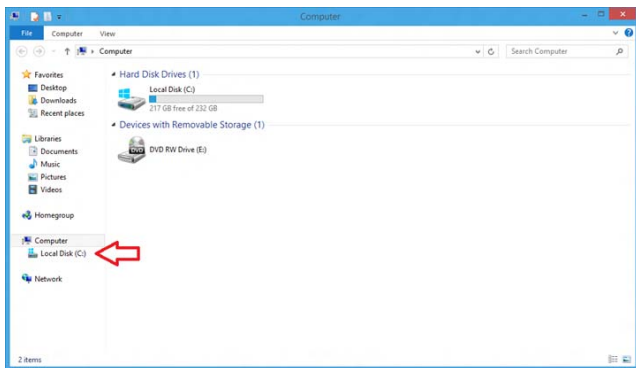 Computer
File Computer View
Computer
Search Computer
Favorites
Desktop
Downloads
Recent places
Libraries
Documents
Music
Pictures
Videos
Homegroup
Computer
Local Disk (C:)
Network
Hard Disk Drives (1)
Local Disk (C:)
217 GB free of 232 GB
Devices with Removable Storage (1)
DVD
DVD RW Drive (E:)
2 items